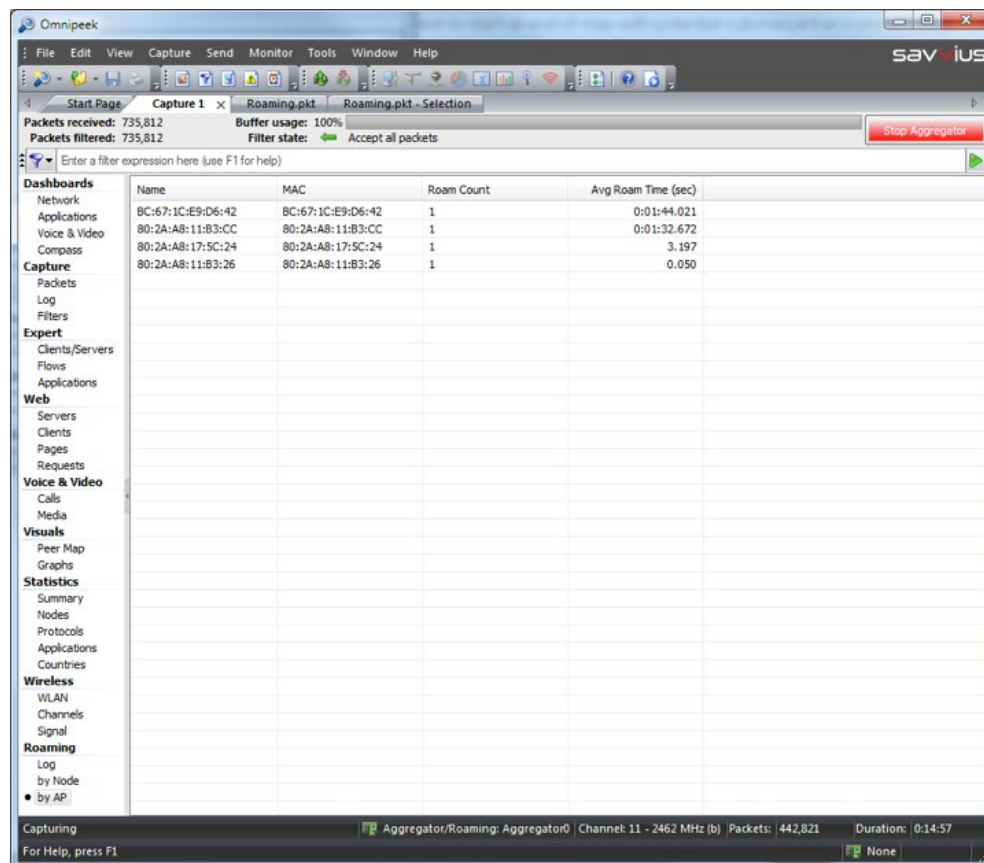 Omnipeek
File Edit View Capture Send Monitor Tools Window Help
savvius
Start Page Capture 1 Roaming.pkt Roaming.pkt - Selection
Packets received: 735,812 Buffer usage: 100%
Packets filtered: 735,812 Filter state: Accept all packets
Stop Aggregator
Enter a filter expression here (use F1 for help)
Dashboards
Network
Applications
Voice & Video
Compass
Capture
Packets
Log
Filters
Expert
Clients/Servers
Flows
Applications
Web
Servers
Clients
Pages
Requests
Voice & Video
Calls
Media
Visuals
Peer Map
Graphs
Statistics
Summary
Nodes
Protocols
Applications
Countries
Wireless
WLAN
Channels
Signal
Roaming
Log
by Node
by AP
Name MAC Roam Count Avg Roam Time (sec)
BC:67:1C:E9:D6:42 BC:67:1C:E9:D6:42 1 0:01:44.021
80:2A:A8:11:B3:CC 80:2A:A8:11:B3:CC 1 0:01:32.672
80:2A:A8:17:5C:24 80:2A:A8:17:5C:24 1 3.197
80:2A:A8:11:B3:26 80:2A:A8:11:B3:26 1 0.050
Capturing Aggregator/Roaming: Aggregator0 Channel: 11 - 2462 MHz (b) Packets: 442,821 Duration: 0:14:57
For Help, press F1 None